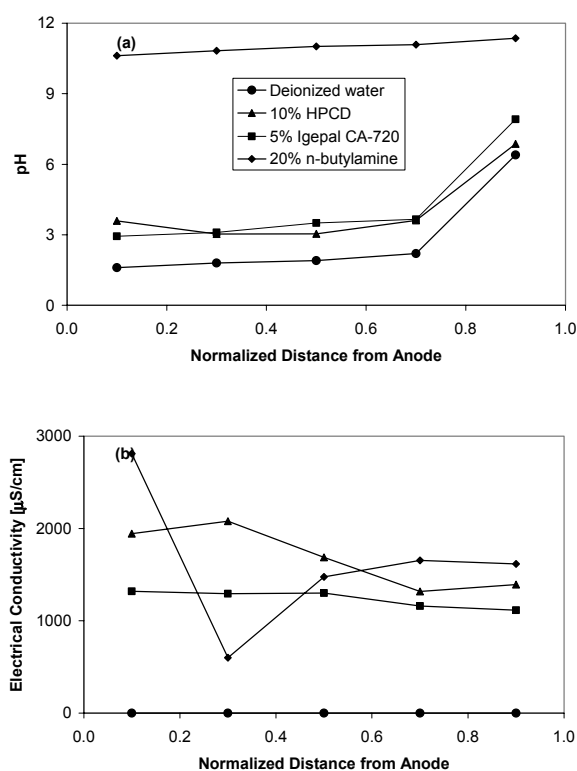 12
(a)
Deionized water
10% HPCD
5% Igepal CA-720
20% n-butylamine
9
6
3
0
pH
0.0 0.2 0.4 0.6 0.8 1.0
Normalized Distance from Anode
3000
(b)
2000
1000
0
Electrical Conductivity [µS/cm]
0.0 0.2 0.4 0.6 0.8 1.0
Normalized Distance from Anode